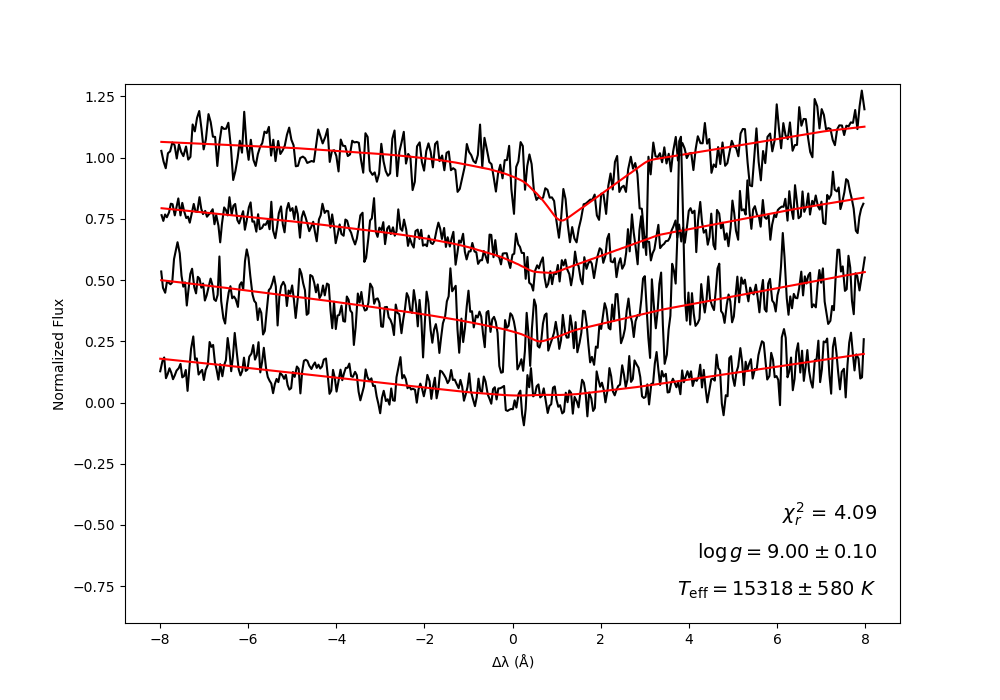 1.25
1.00
0.75
0.50
0.25
0.00
−0.25
−0.50
−0.75
Normalized Flux
χ²ᵣ = 4.09
log g = 9.00 ± 0.10
T_eff = 15318 ± 580 K
−8 −6 −4 −2 0 2 4 6 8
Δλ (Å)